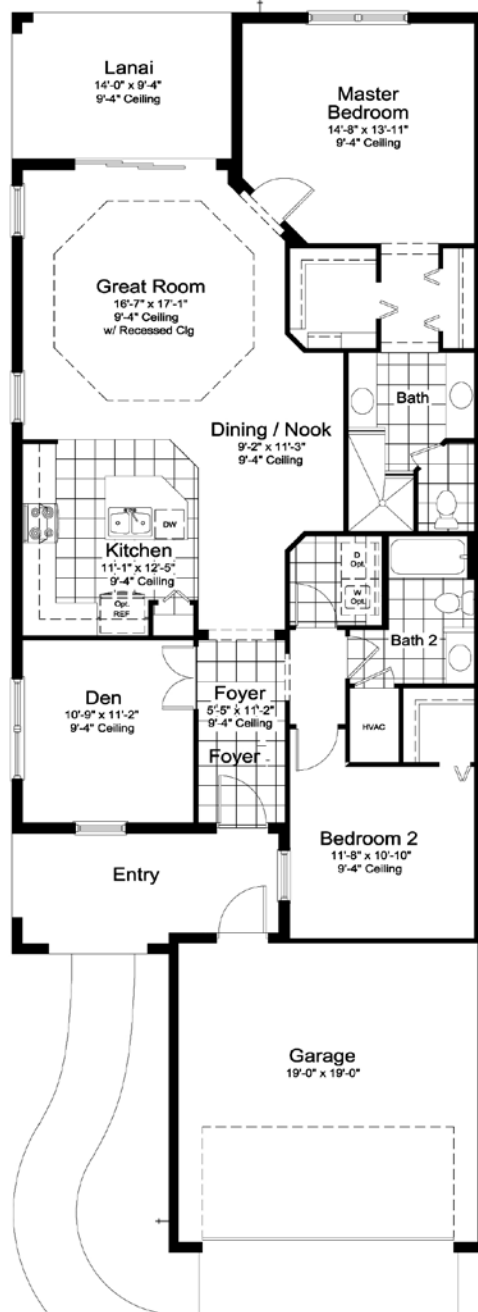 Lanai
14'-0" x 9'-4"
9'-4" Ceiling
Master
Bedroom
14'-8" x 13'-11"
9'-4" Ceiling
Great Room
16'-7" x 17'-1"
9'-4" Ceiling
w/ Recessed Clg
Bath
Dining / Nook
9'-2" x 11'-3"
9'-4" Ceiling
DW
Kitchen
11'-1" x 12'-5"
9'-4" Ceiling
Opt.
REF
D
Opt.
W
Opt.
Bath 2
Den
10'-9" x 11'-2"
9'-4" Ceiling
Foyer
5'-5" x 11'-2"
9'-4" Ceiling
Foyer
HVAC
Bedroom 2
11'-8" x 10'-10"
9'-4" Ceiling
Entry
Garage
19'-0" x 19'-0"